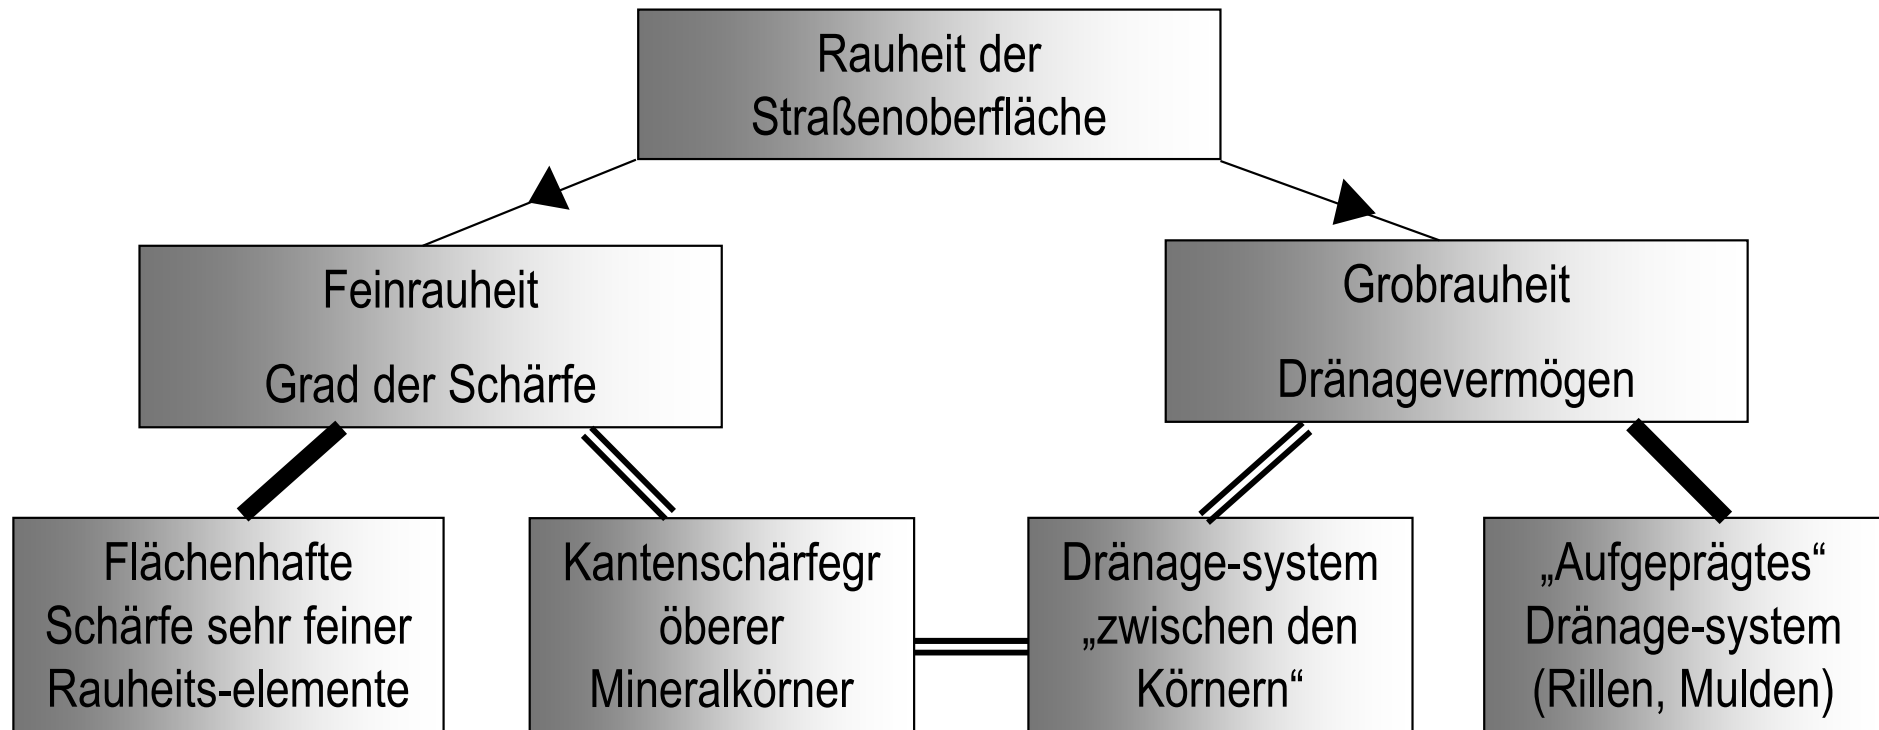 Rauheit der
Straßenoberfläche
Feinrauheit
Grad der Schärfe
Grobrauheit
Dränagevermögen
Flächenhafte
Schärfe sehr feiner
Rauheits-elemente
Kantenschärfegr
öberer
Mineralkörner
Dränage-system
„zwischen den
Körnern“
„Aufgeprägtes“
Dränage-system
(Rillen, Mulden)